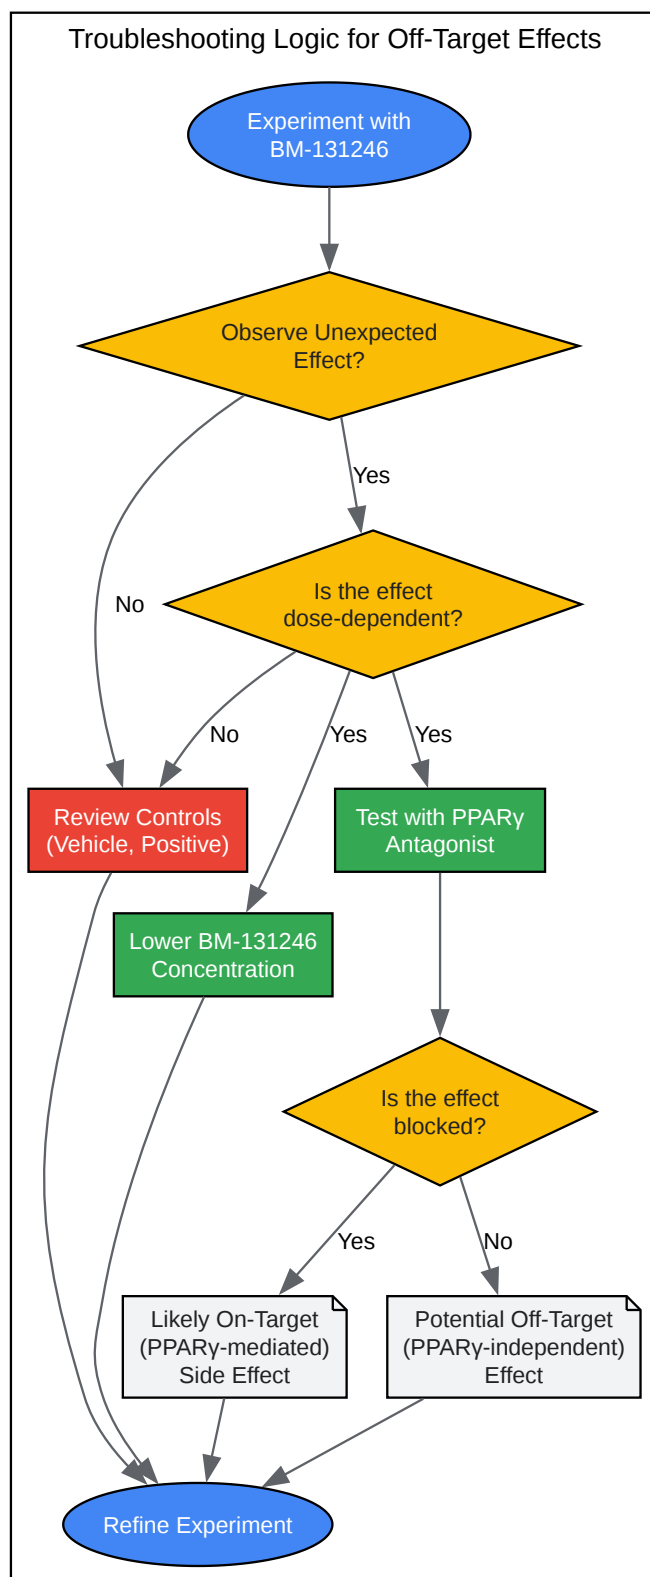 Troubleshooting Logic for Off-Target Effects
Experiment with
BM-131246
Observe Unexpected
Effect?
Yes
No
Is the effect
dose-dependent?
No
Yes
Yes
Review Controls
(Vehicle, Positive)
Test with PPARγ
Antagonist
Lower BM-131246
Concentration
Is the effect
blocked?
Yes
No
Likely On-Target
(PPARγ-mediated)
Side Effect
Potential Off-Target
(PPARγ-independent)
Effect
Refine Experiment